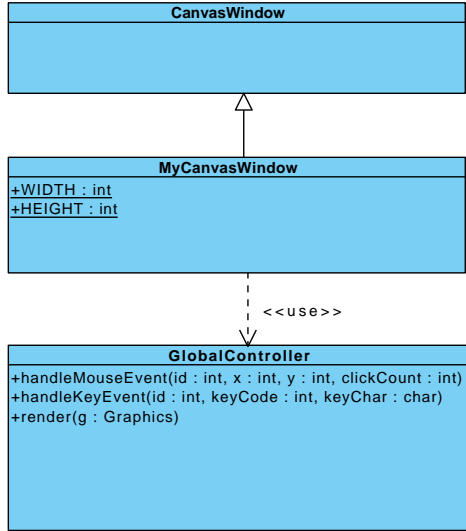 CanvasWindow
MyCanvasWindow
+WIDTH : int
+HEIGHT : int
<<use>>
GlobalController
+handleMouseEvent(id : int, x : int, y : int, clickCount : int)
+handleKeyEvent(id : int, keyCode : int, keyChar : char)
+render(g : Graphics)